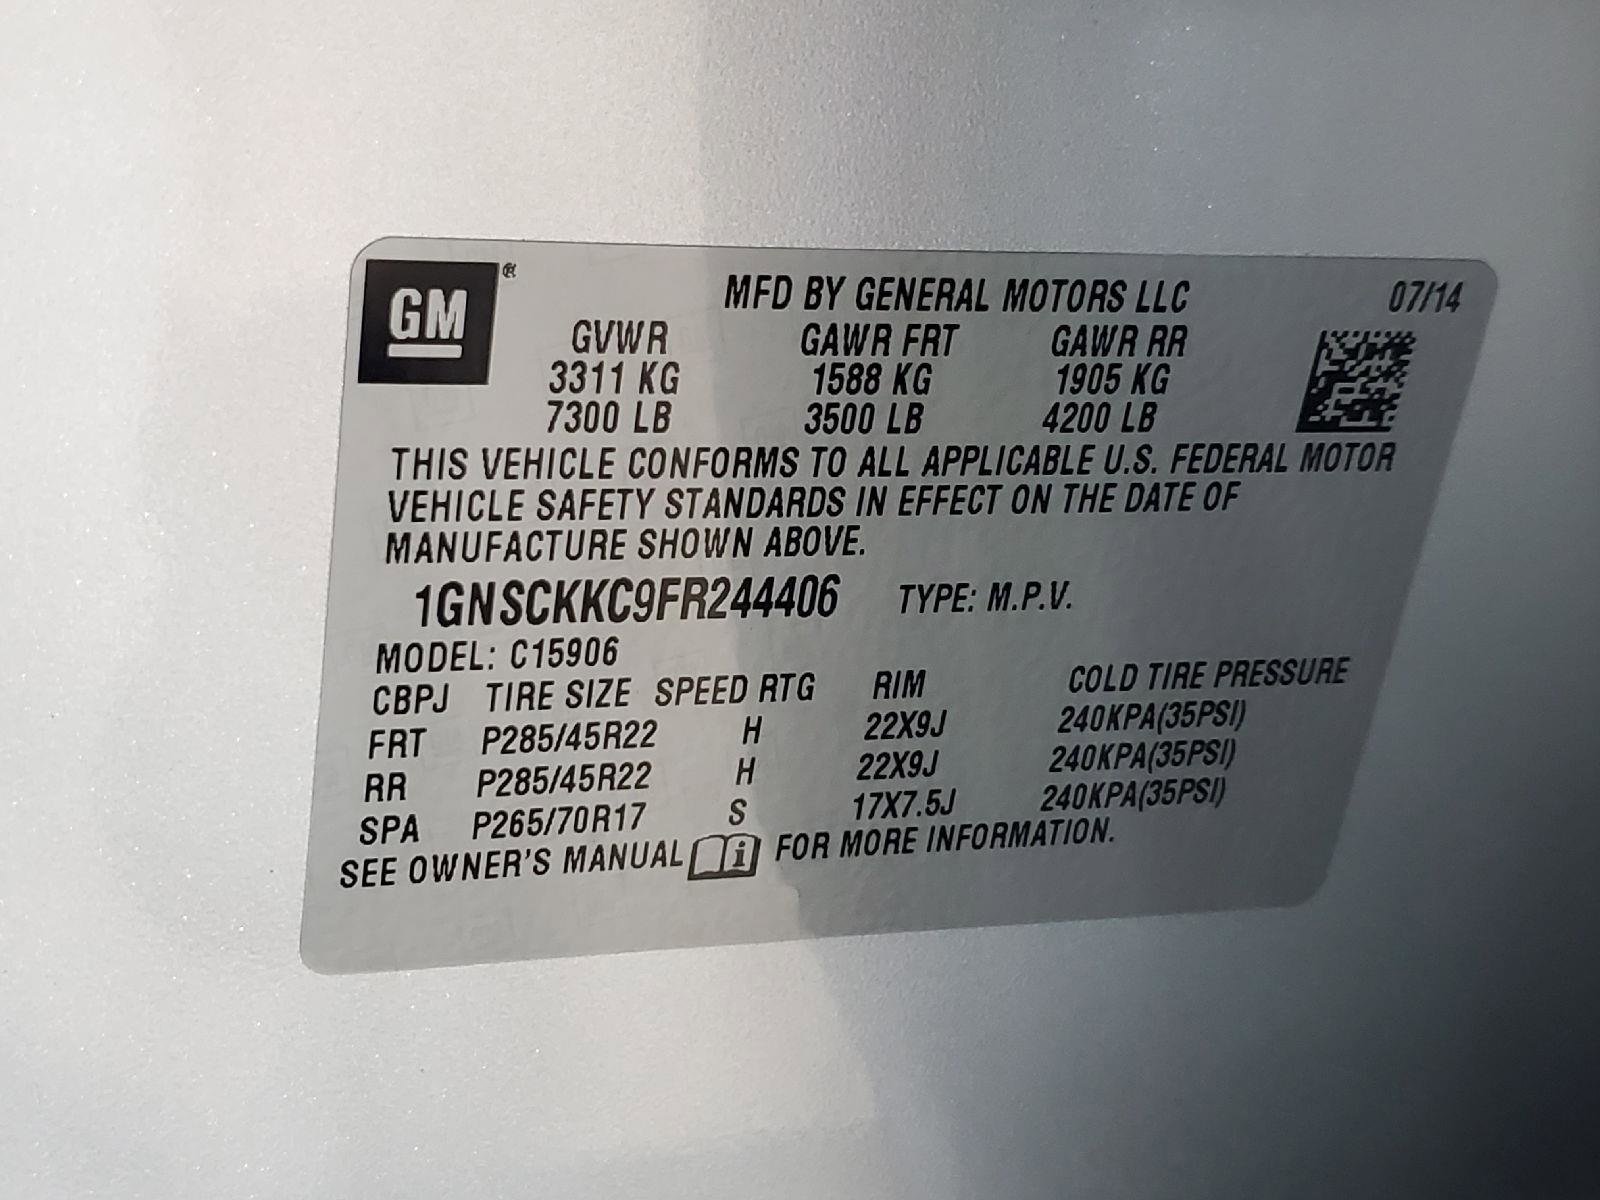 GM ®
MFD BY GENERAL MOTORS LLC 07/14
GVWR GAWR FRT GAWR RR
3311 KG 1588 KG 1905 KG
7300 LB 3500 LB 4200 LB
THIS VEHICLE CONFORMS TO ALL APPLICABLE U.S. FEDERAL MOTOR
VEHICLE SAFETY STANDARDS IN EFFECT ON THE DATE OF
MANUFACTURE SHOWN ABOVE.
1GNSCKKC9FR244406 TYPE: M.P.V.
MODEL: C15906
CBPJ TIRE SIZE SPEED RTG RIM COLD TIRE PRESSURE
FRT P285/45R22 H 22X9J 240KPA(35PSI)
RR P285/45R22 H 22X9J 240KPA(35PSI)
SPA P265/70R17 S 17X7.5J 240KPA(35PSI)
SEE OWNER'S MANUAL i FOR MORE INFORMATION.